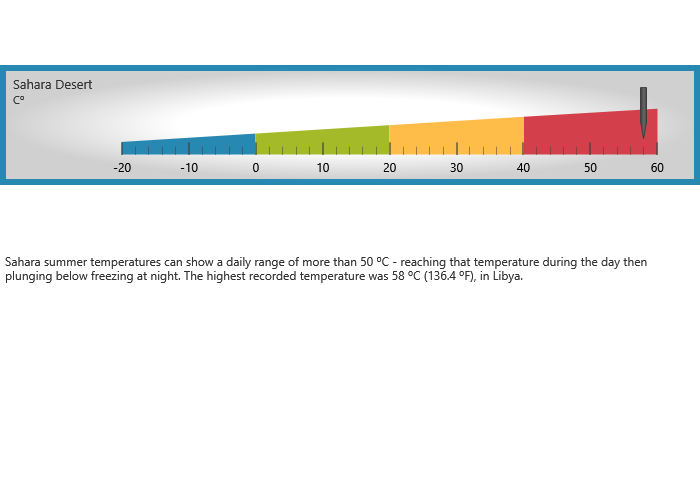 Sahara Desert
Cº
-20 -10 0 10 20 30 40 50 60
Sahara summer temperatures can show a daily range of more than 50 ºC - reaching that temperature during the day then
plunging below freezing at night. The highest recorded temperature was 58 ºC (136.4 ºF), in Libya.